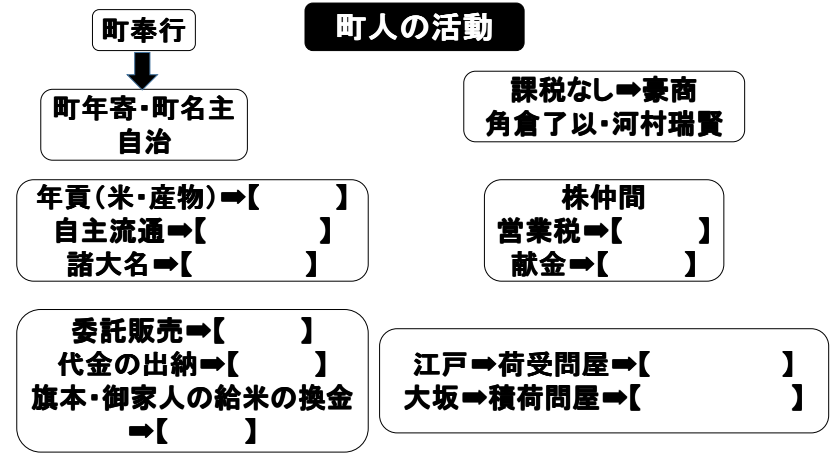 町人の活動
町奉行
町年寄・町名主
自治
課税なし➡豪商
角倉了以・河村瑞賢
年貢（米・産物）➡【　　　】
自主流通➡【　　　　】
諸大名➡【　　　　】
株仲間
営業税➡【　　　】
献金➡【　　　】
委託販売➡【　　　】
代金の出納➡【　　　】
旗本・御家人の給米の換金
➡【　　　】
江戸➡荷受問屋➡【　　　　　】
大坂➡積荷問屋➡【　　　　　　】